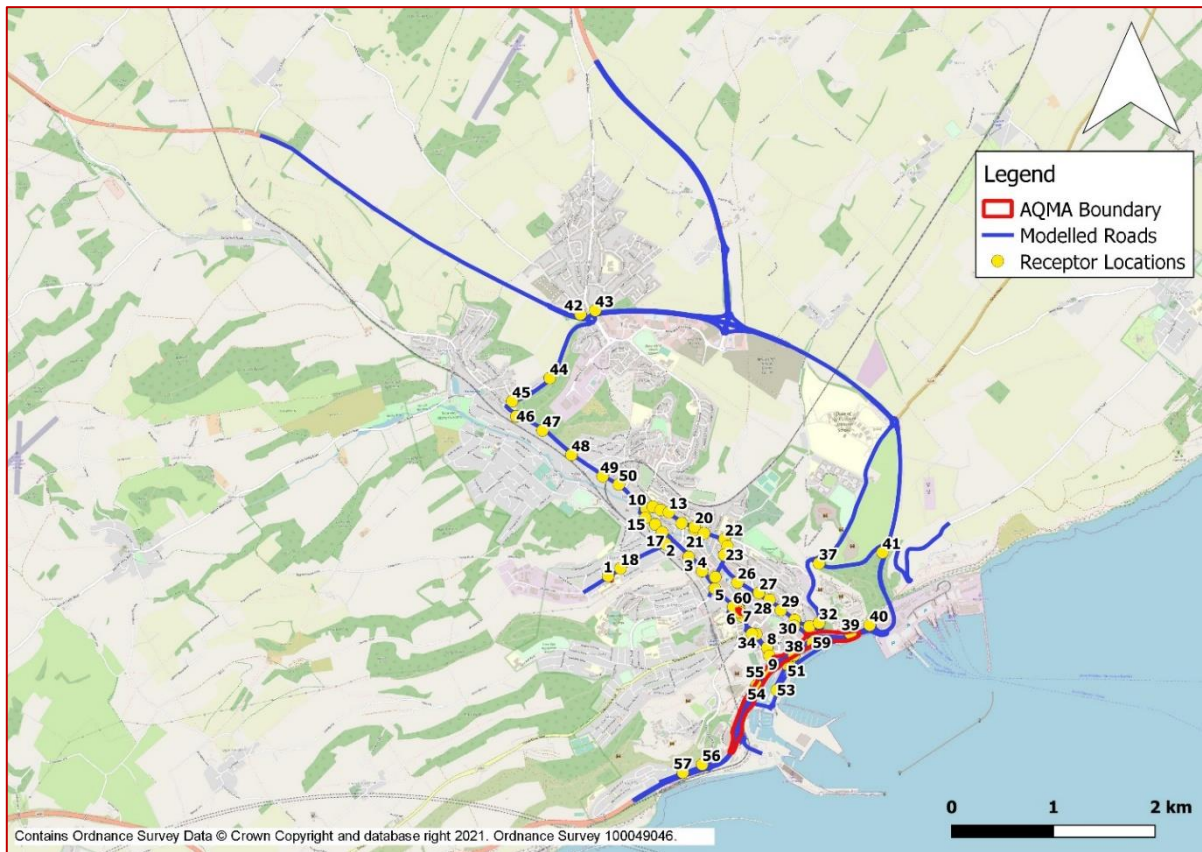 Legend
AQMA Boundary
Modelled Roads
Receptor Locations
42 43
44
45
46 47
48
49 50
10 13
15 20
17 21 22
2 23
18
1 3 4
37 41
5 26 27
60 28 29
6 7
30 32 40
34 8 38 59 39
9
55 51
54 53
57 56
0 1 2 km
Contains Ordnance Survey Data © Crown Copyright and database right 2021. Ordnance Survey 100049046.